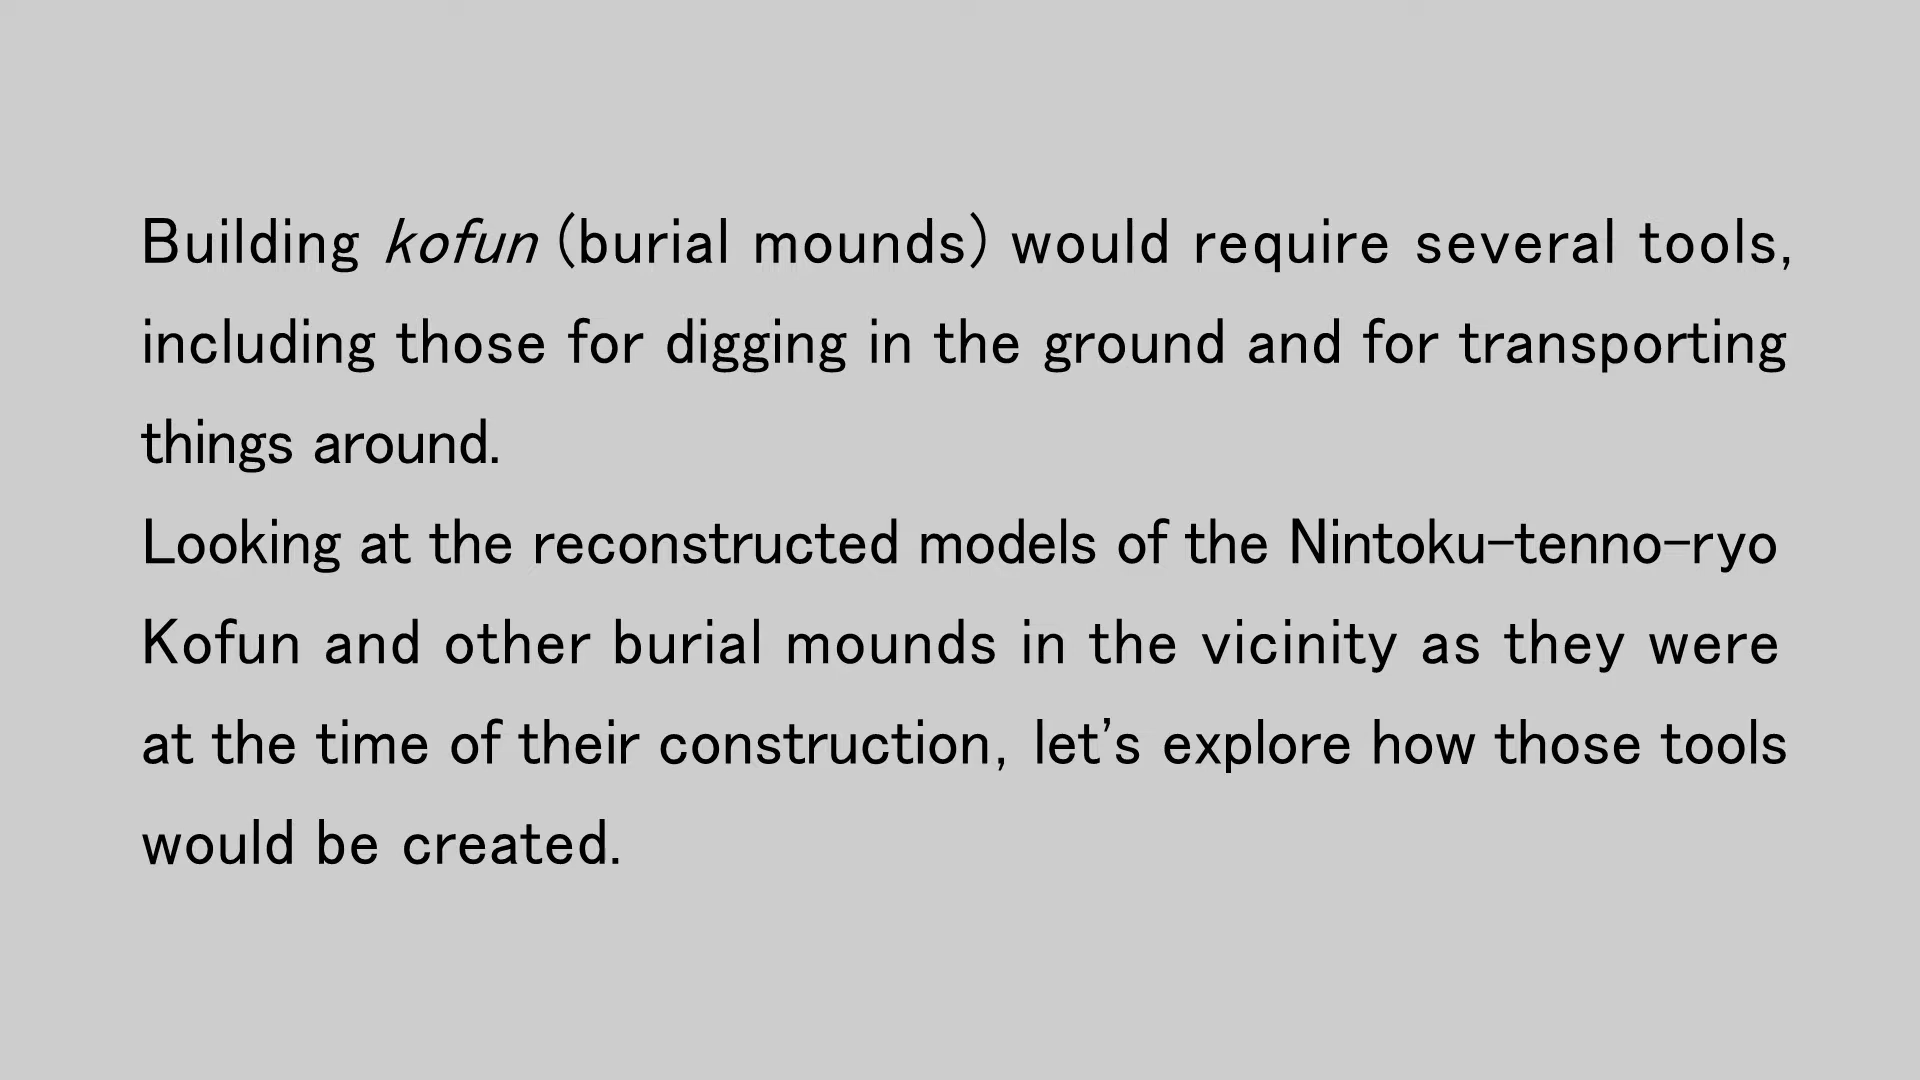 Building kofun (burial mounds) would require several tools,
including those for digging in the ground and for transporting
things around.
Looking at the reconstructed models of the Nintoku-tenno-ryo
Kofun and other burial mounds in the vicinity as they were
at the time of their construction, let's explore how those tools
would be created.